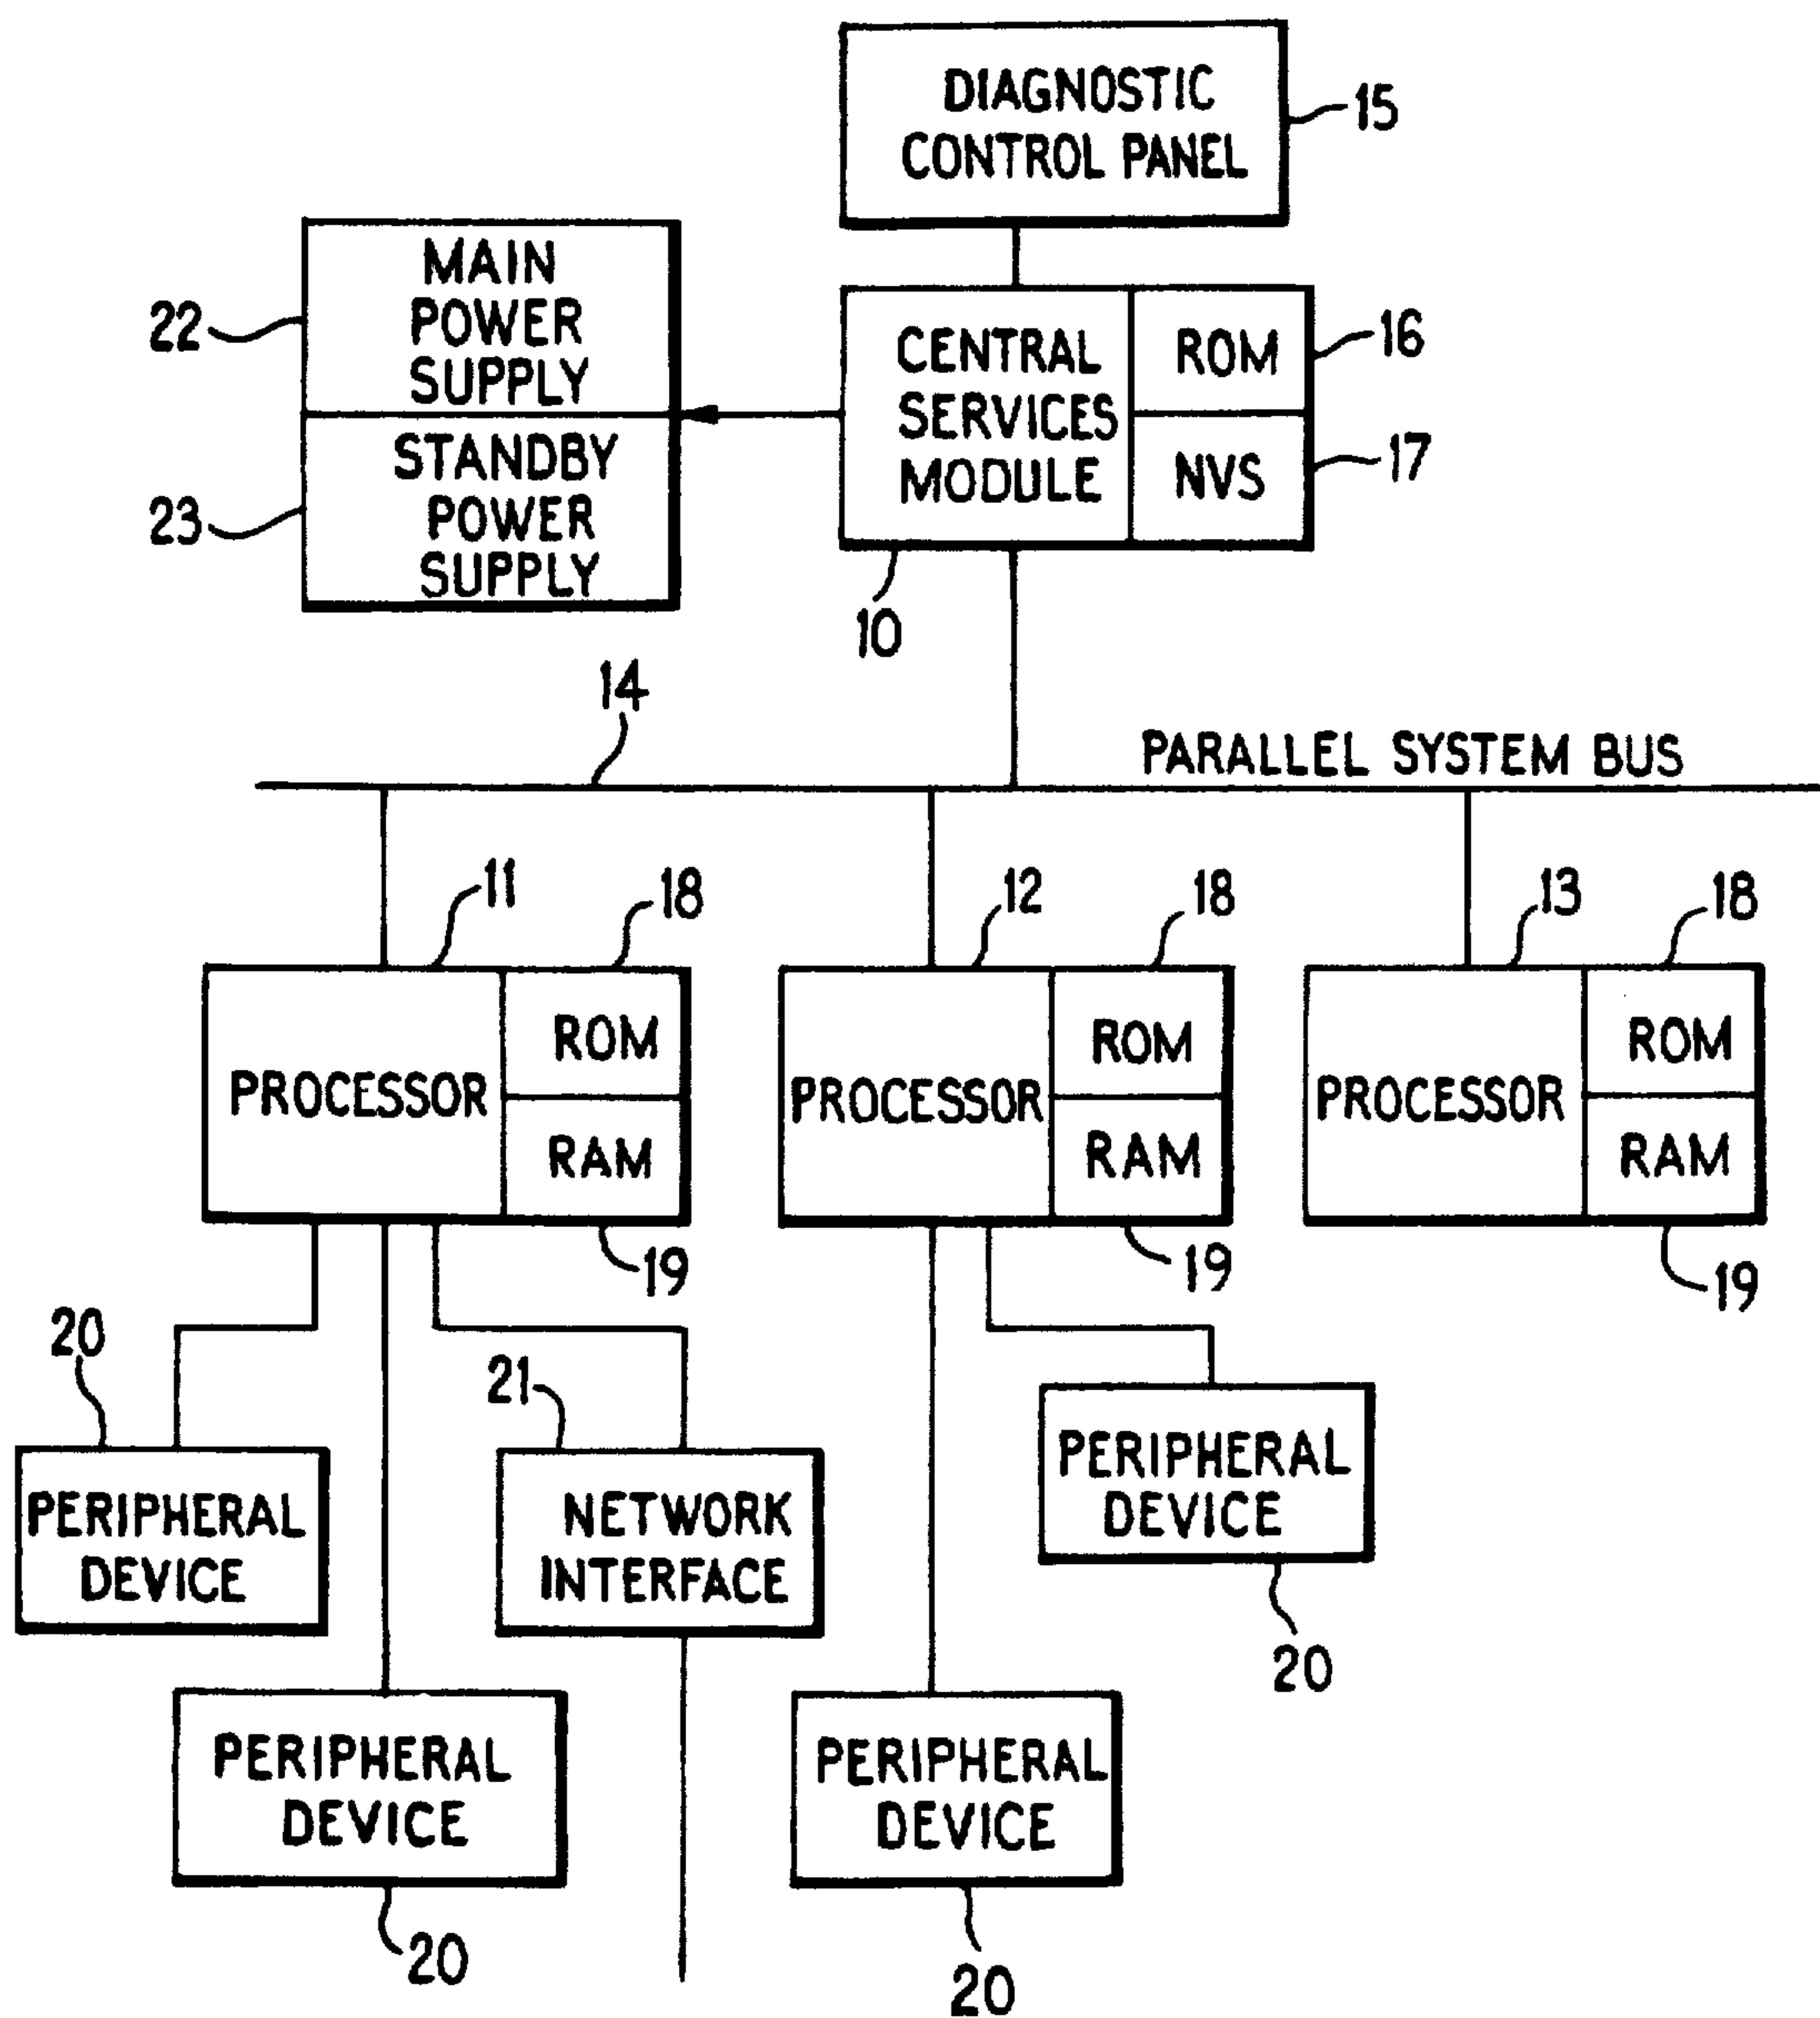 DIAGNOSTIC
CONTROL PANEL
15
MAIN
POWER
SUPPLY
22
STANDBY
POWER
SUPPLY
23
CENTRAL
SERVICES
MODULE
ROM
16
NVS
17
10
14
PARALLEL SYSTEM BUS
11
18
12
18
13
18
PROCESSOR
ROM
RAM
19
PROCESSOR
ROM
RAM
19
PROCESSOR
ROM
RAM
19
20
PERIPHERAL
DEVICE
21
NETWORK
INTERFACE
PERIPHERAL
DEVICE
20
PERIPHERAL
DEVICE
20
PERIPHERAL
DEVICE
20